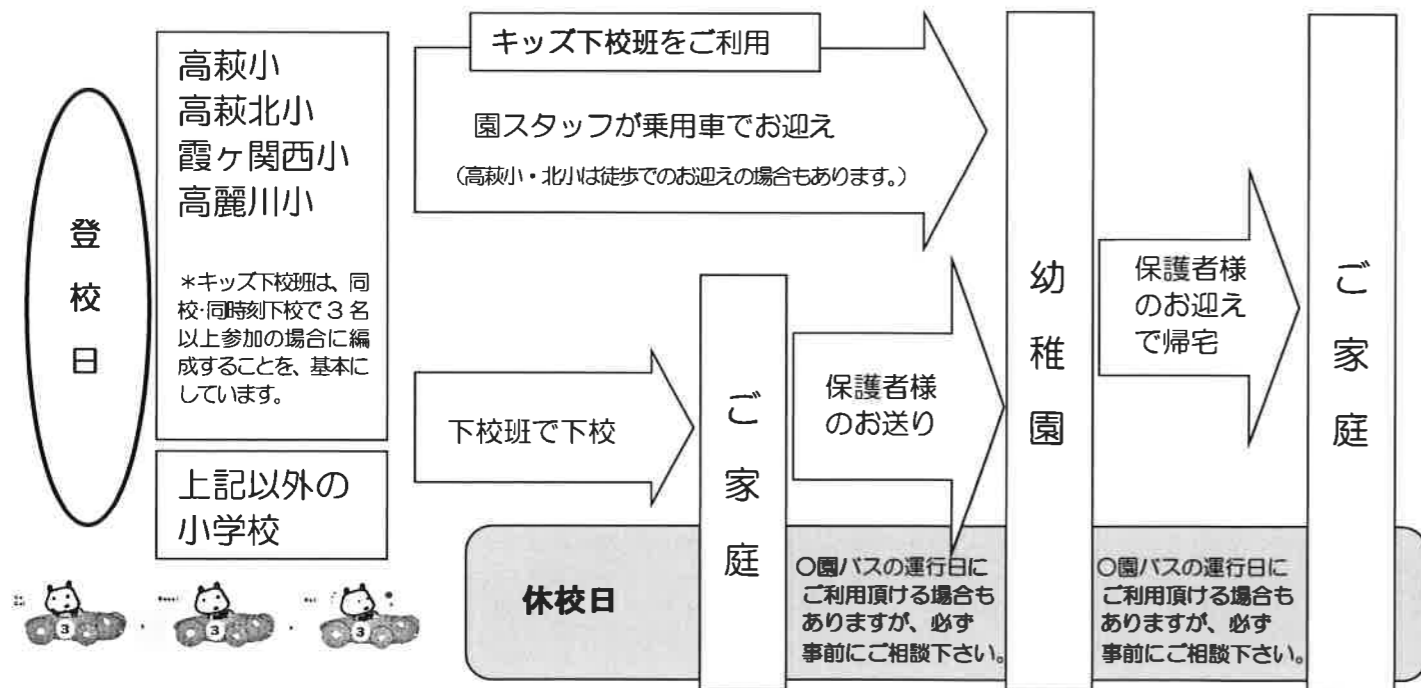 登校日
高萩小
高萩北小
霞ヶ関西小
高麗川小
*キッズ下校班は、同
校・同時刻下校で3名
以上参加の場合に編
成することを、基本に
しています。
上記以外の
小学校
キッズ下校班をご利用
園スタッフが乗用車でお迎え
(高萩小・北小は徒歩でのお迎えの場合もあります。)
下校班で下校
ご家庭
保護者様
のお送り
幼稚園
保護者様
のお迎え
で帰宅
ご家庭
休校日
○園バスの運行日に
ご利用頂ける場合も
ありますが、必ず
事前にご相談下さい。
○園バスの運行日に
ご利用頂ける場合も
ありますが、必ず
事前にご相談下さい。
3
3
3